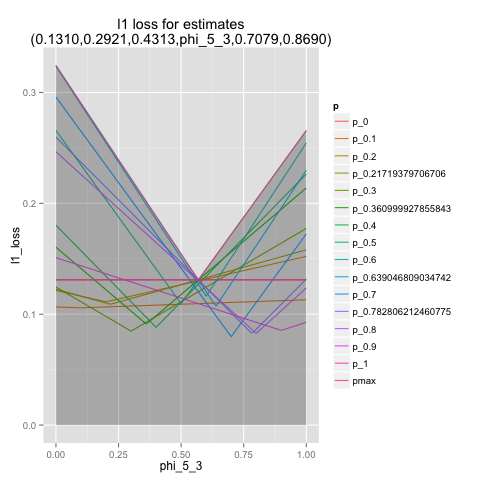 l1 loss for estimates
(0.1310,0.2921,0.4313,phi_5_3,0.7079,0.8690)
l1_loss
0.3
0.2
0.1
0.0
0.00 0.25 0.50 0.75 1.00
phi_5_3
p
p_0
p_0.1
p_0.2
p_0.21719379706706
p_0.3
p_0.360999927855843
p_0.4
p_0.5
p_0.6
p_0.639046809034742
p_0.7
p_0.782806212460775
p_0.8
p_0.9
p_1
pmax